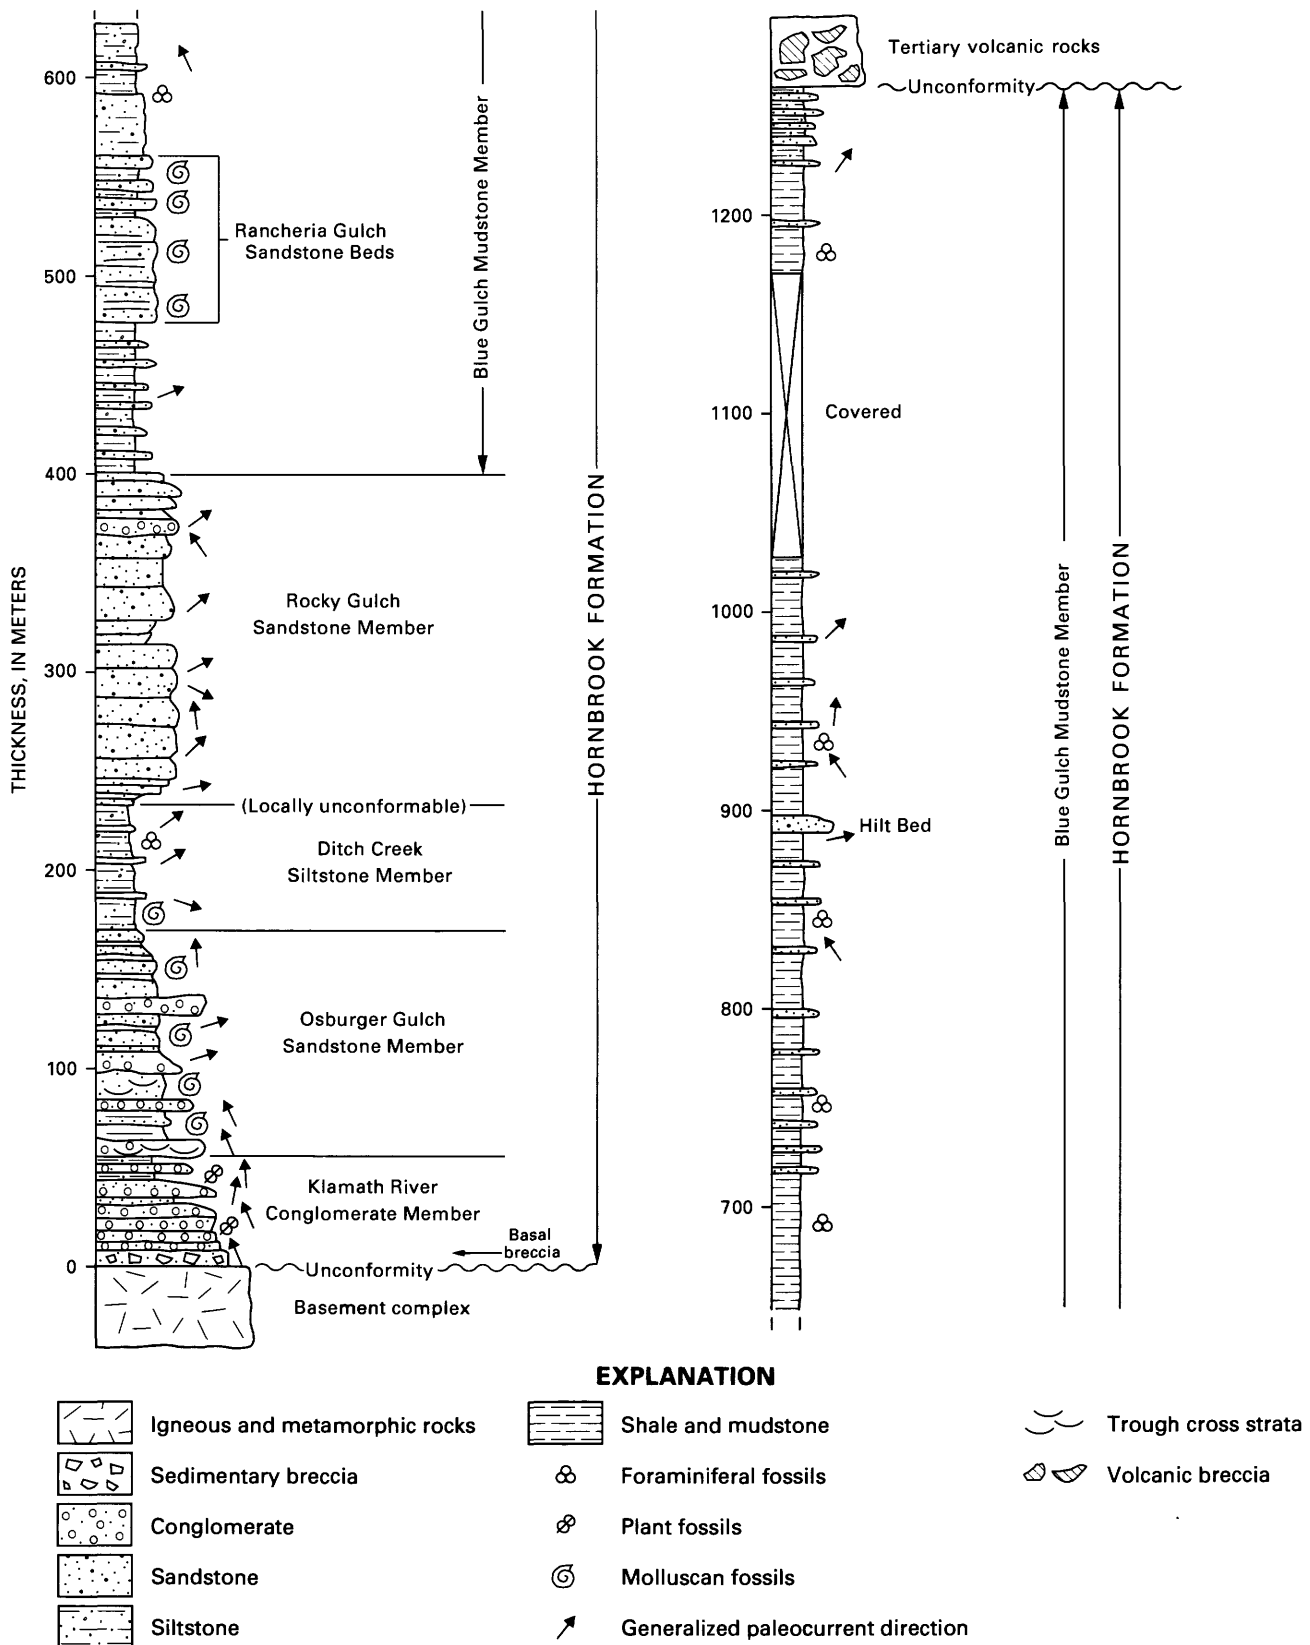 THICKNESS, IN METERS
600
500
400
300
200
100
0
Rancheria Gulch
Sandstone Beds
Blue Gulch Mudstone Member
HORNBROOK FORMATION
Rocky Gulch
Sandstone Member
(Locally unconformable)
Ditch Creek
Siltstone Member
Osburger Gulch
Sandstone Member
Klamath River
Conglomerate Member
Basal
breccia
Unconformity
Basement complex
Tertiary volcanic rocks
Unconformity
1200
1100
1000
900
800
700
Covered
Hilt Bed
Blue Gulch Mudstone Member
HORNBROOK FORMATION
EXPLANATION
Igneous and metamorphic rocks
Sedimentary breccia
Conglomerate
Sandstone
Siltstone
Shale and mudstone
Foraminiferal fossils
Plant fossils
Molluscan fossils
Generalized paleocurrent direction
Trough cross strata
Volcanic breccia